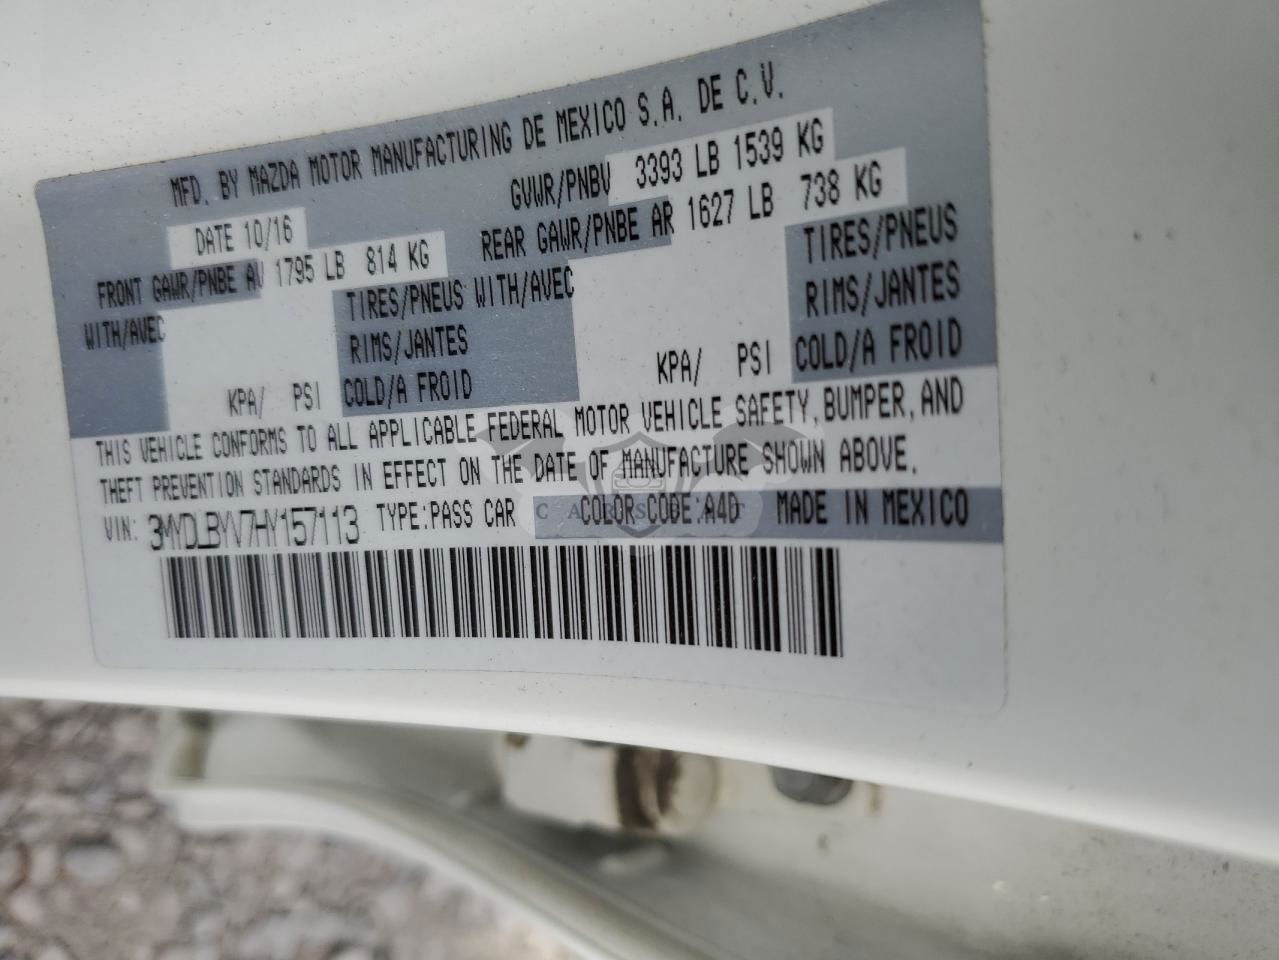 MFD. BY MAZDA MOTOR MANUFACTURING DE MEXICO S.A. DE C.V.
DATE 10/16 GVWR/PNBV 3393 LB 1539 KG
FRONT GAWR/PNBE AV 1795 LB 814 KG REAR GAWR/PNBE AR 1627 LB 738 KG
WITH/AVEC TIRES/PNEUS WITH/AVEC TIRES/PNEUS
RIMS/JANTES RIMS/JANTES
KPA/ PSI COLD/A FROID KPA/ PSI COLD/A FROID
THIS VEHICLE CONFORMS TO ALL APPLICABLE FEDERAL MOTOR VEHICLE SAFETY, BUMPER, AND
THEFT PREVENTION STANDARDS IN EFFECT ON THE DATE OF MANUFACTURE SHOWN ABOVE.
VIN: 3MYDLBYV7HY157113 TYPE:PASS CAR COLOR CODE:A4D MADE IN MEXICO